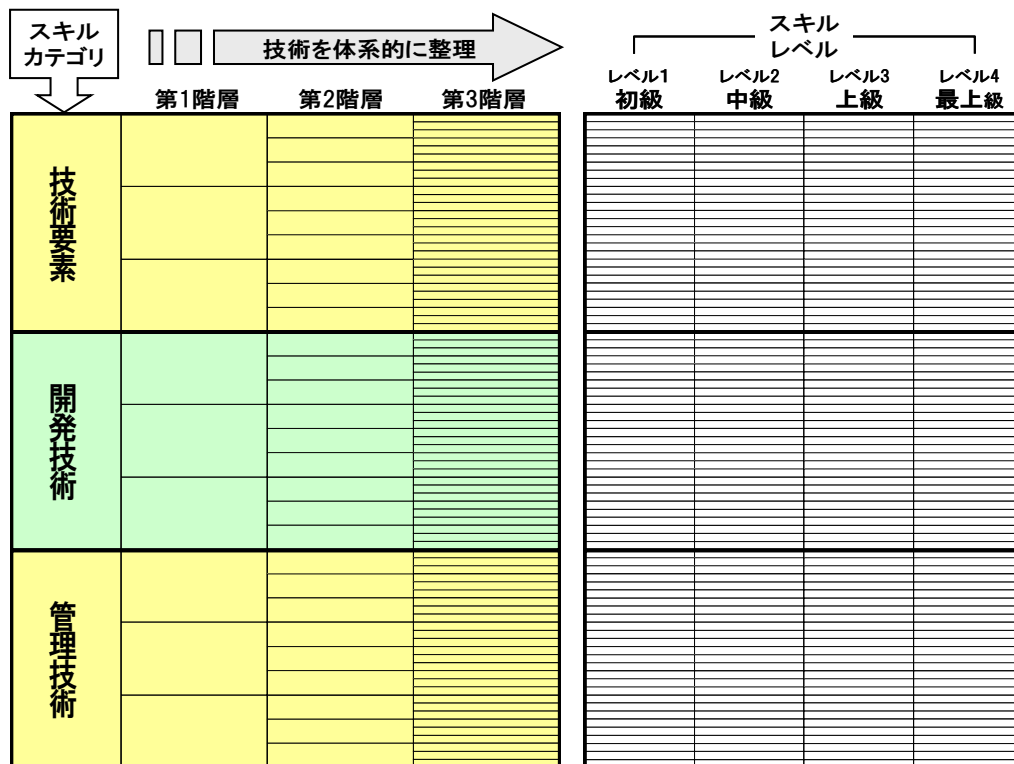 スキル
カテゴリ
技術を体系的に整理
スキル
レベル
第1階層
第2階層
第3階層
レベル1
初級
レベル2
中級
レベル3
上級
レベル4
最上級
技術要素
開発技術
管理技術